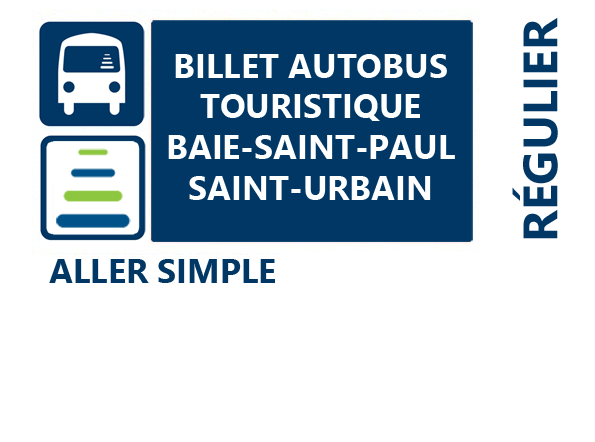 BILLET AUTOBUS
TOURISTIQUE
BAIE-SAINT-PAUL
SAINT-URBAIN
RÉGULIER
ALLER SIMPLE